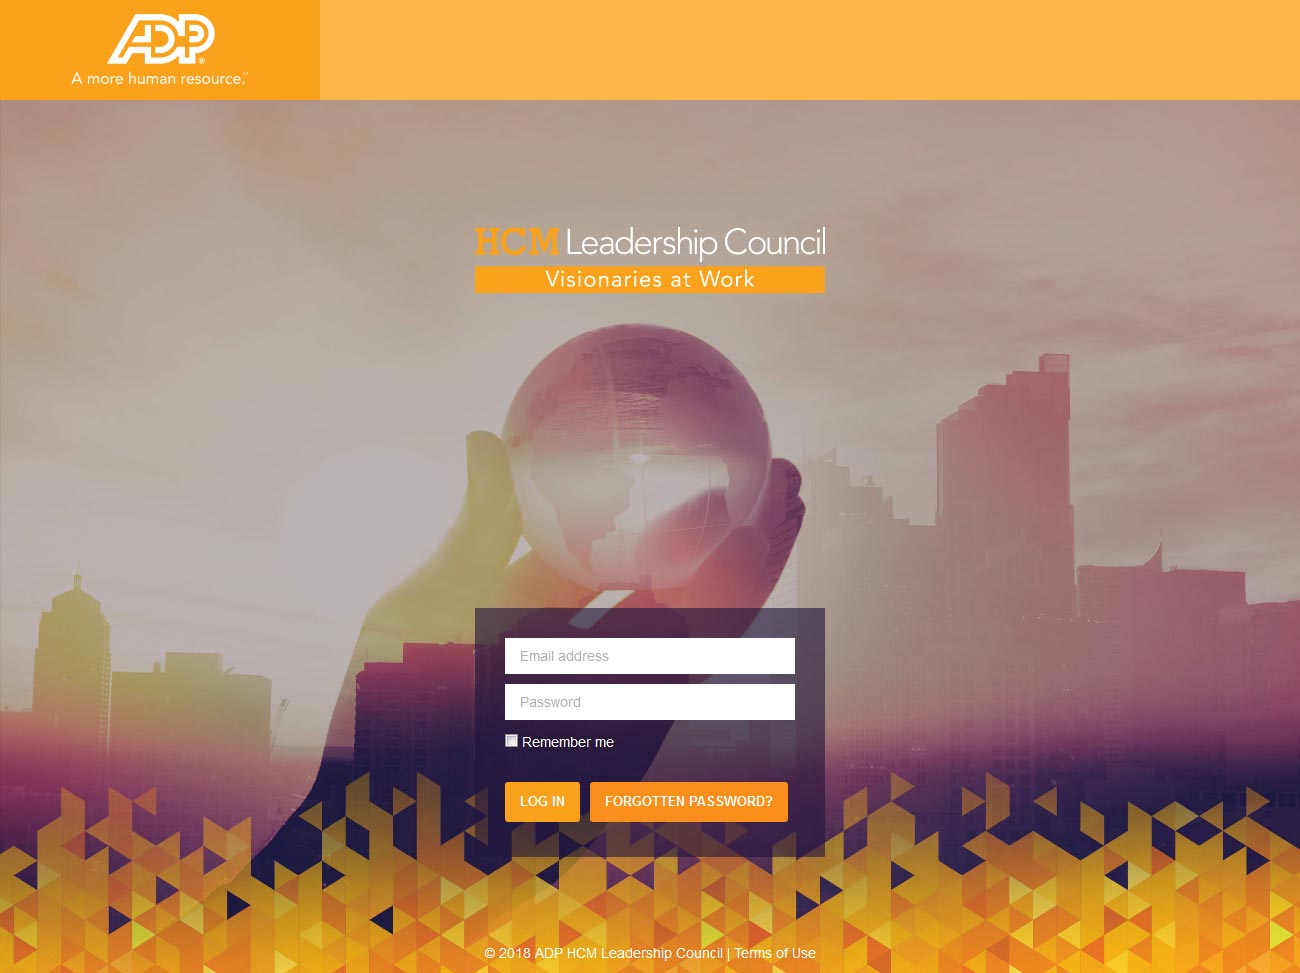 ADP®
A more human resource.™
HCM Leadership Council
Visionaries at Work
Email address
Password
Remember me
LOG IN
FORGOTTEN PASSWORD?
© 2018 ADP HCM Leadership Council | Terms of Use